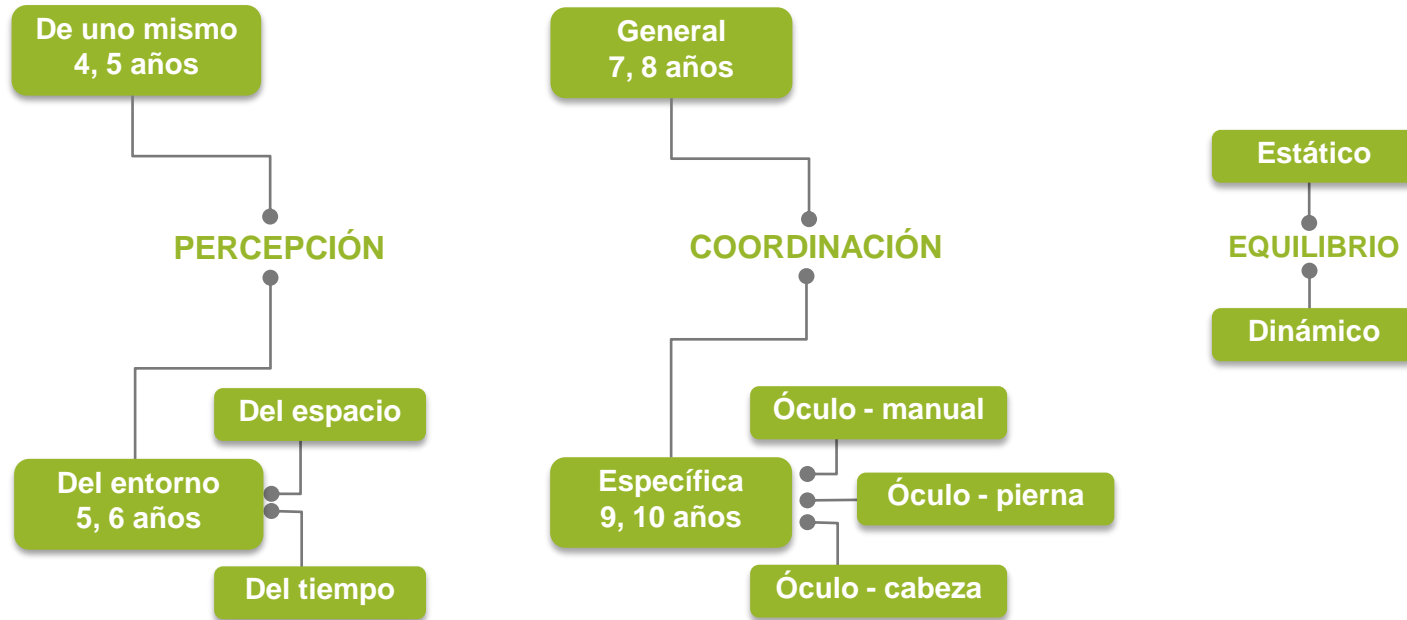 De uno mismo
4, 5 años
PERCEPCIÓN
Del espacio
Del entorno
5, 6 años
Del tiempo
General
7, 8 años
COORDINACIÓN
Óculo - manual
Específica
9, 10 años
Óculo - pierna
Óculo - cabeza
Estático
EQUILIBRIO
Dinámico